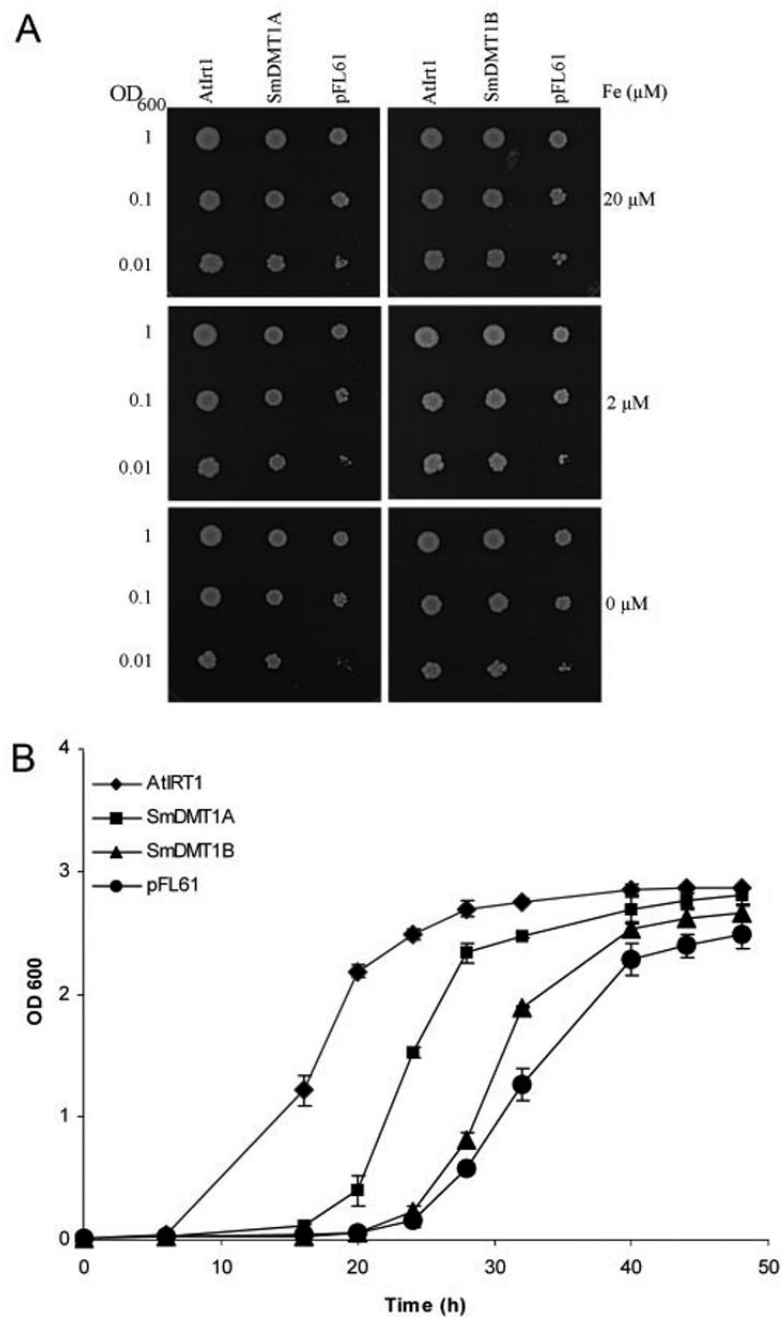 A
AtIrt1
SmDMT1A
pFL61
AtIrt1
SmDMT1B
pFL61
OD600
Fe (µM)
1
0.1
0.01
20 µM
1
0.1
0.01
2 µM
1
0.1
0.01
0 µM
B
AtIRT1
SmDMT1A
SmDMT1B
pFL61
4
3
2
1
0
OD 600
0 10 20 30 40 50
Time (h)